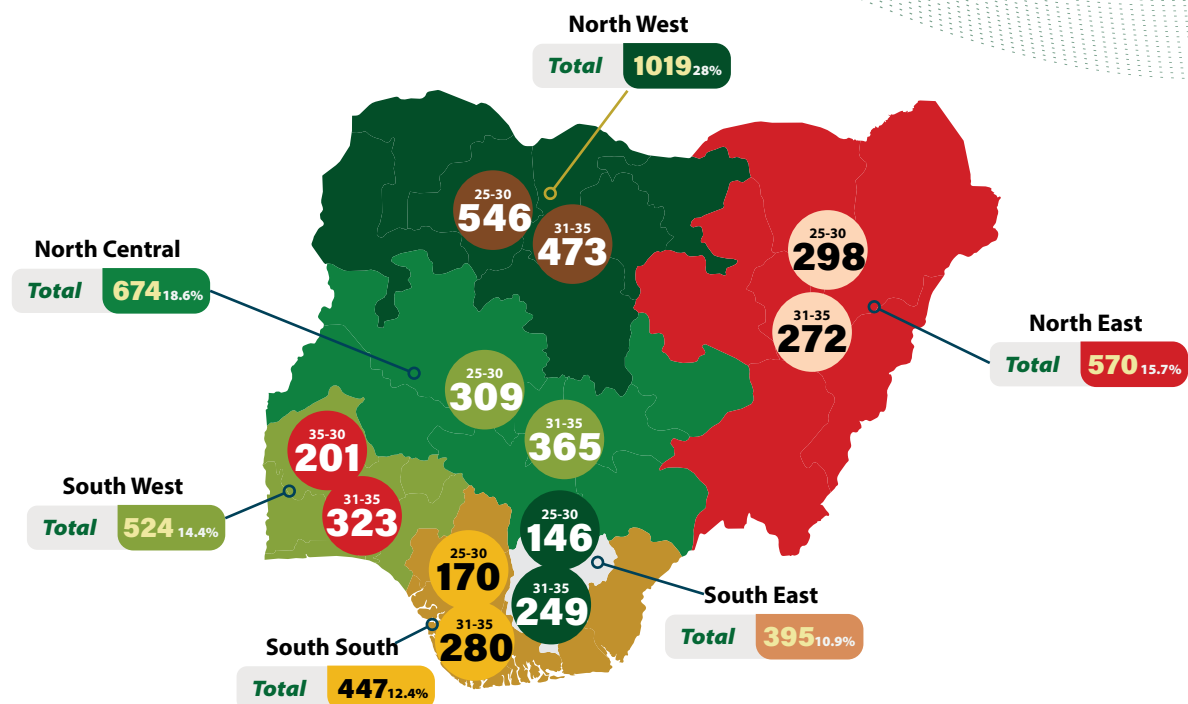 North West
Total 1019 28%
25-30
546
31-35
473
25-30
298
31-35
272
North Central
Total 674 18.6%
North East
Total 570 15.7%
25-30
309
31-35
365
35-30
201
31-35
323
South West
Total 524 14.4%
25-30
146
31-35
249
25-30
170
31-35
280
South East
Total 395 10.9%
South South
Total 447 12.4%